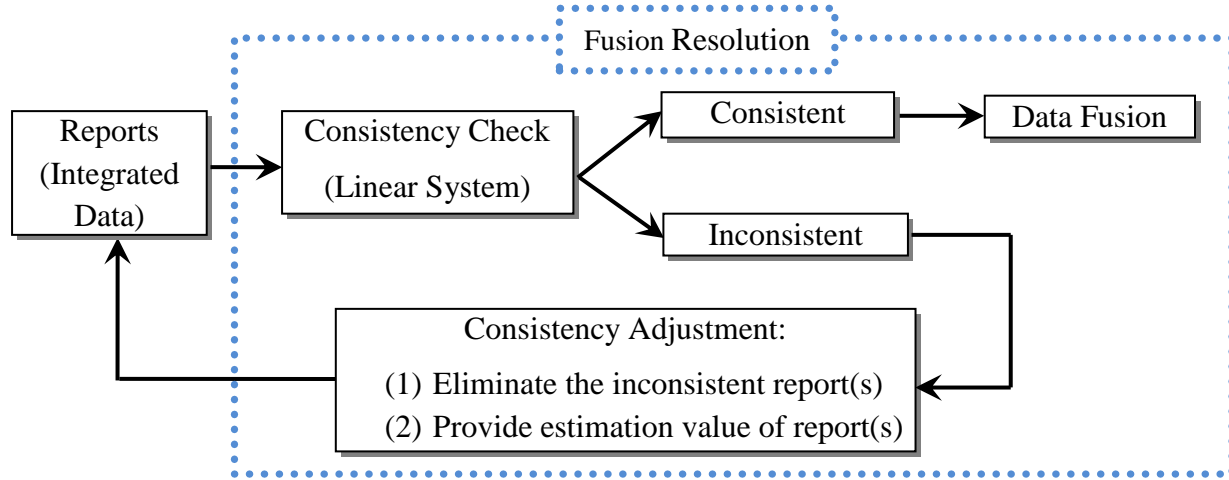 Fusion Resolution
Reports
(Integrated
Data)
Consistency Check
(Linear System)
Consistent
Data Fusion
Inconsistent
Consistency Adjustment:
(1) Eliminate the inconsistent report(s)
(2) Provide estimation value of report(s)